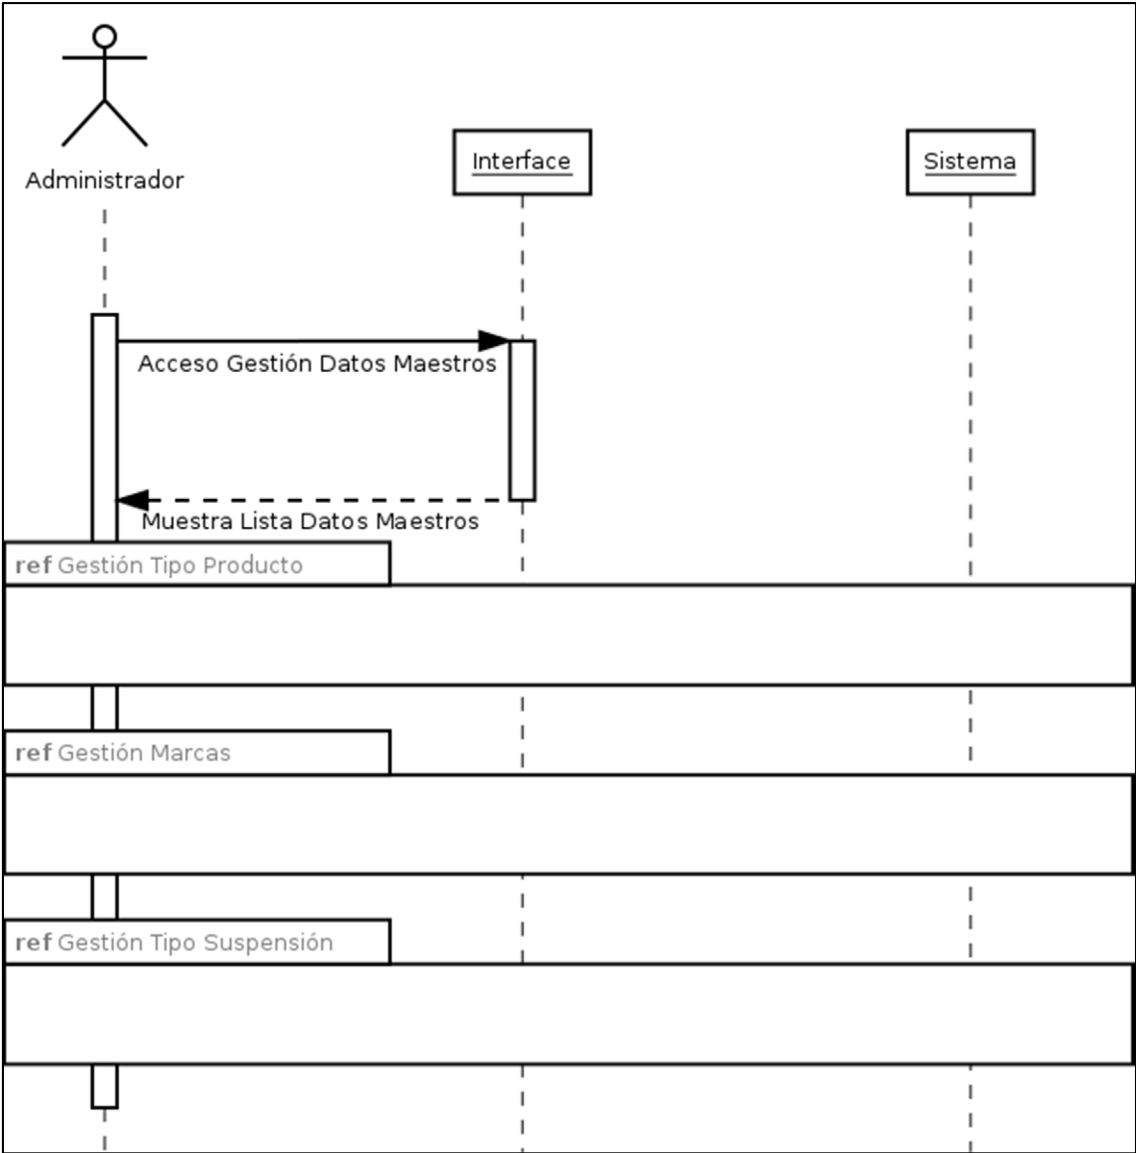 Administrador
Interface
Sistema
Acceso Gestión Datos Maestros
Muestra Lista Datos Maestros
ref Gestión Tipo Producto
ref Gestión Marcas
ref Gestión Tipo Suspensión